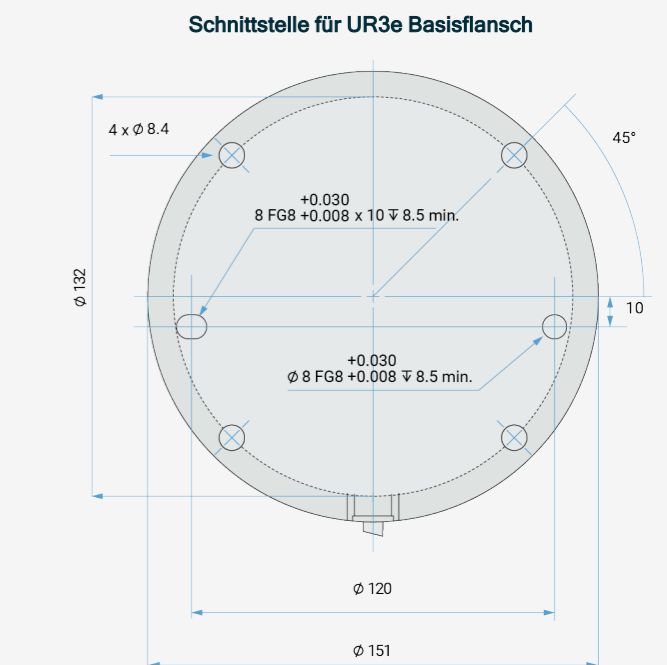 Schnittstelle für UR3e Basisflansch
4 x ⌀ 8.4
45°
+0.030
8 FG8 +0.008 x 10 ↧ 8.5 min.
⌀ 132
10
+0.030
⌀ 8 FG8 +0.008 ↧ 8.5 min.
⌀ 120
⌀ 151